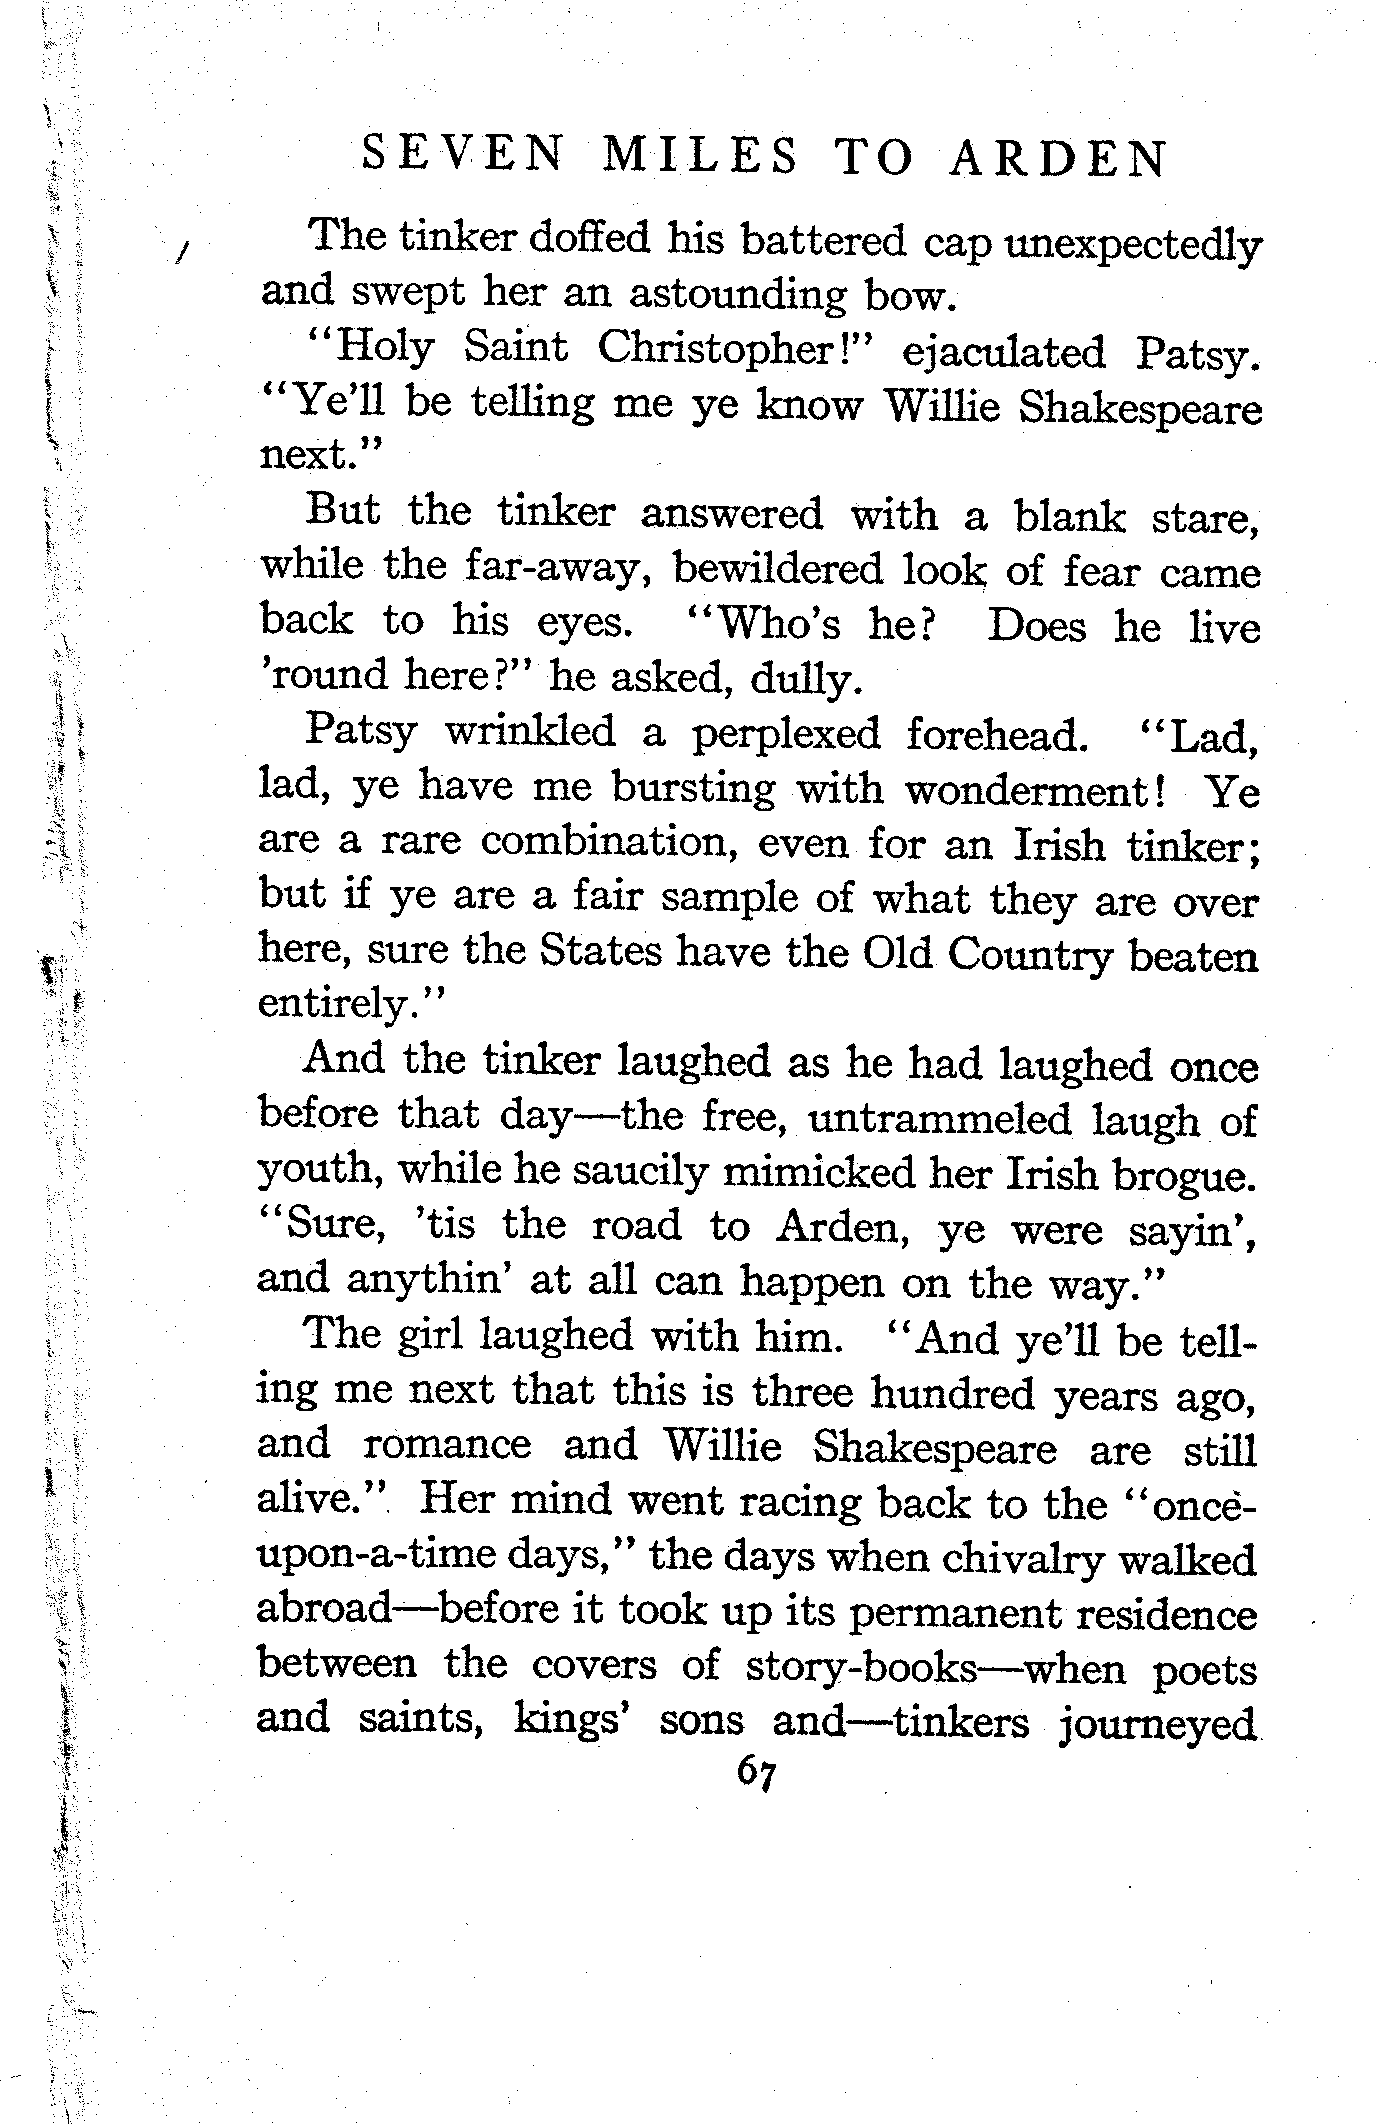 SEVEN MILES TO ARDEN
The tinker doffed his battered cap unexpectedly
and swept her an astounding bow.
"Holy Saint Christopher!" ejaculated Patsy.
"Ye'll be telling me ye know Willie Shakespeare
next."
But the tinker answered with a blank stare,
while the far-away, bewildered look of fear came
back to his eyes. "Who's he? Does he live
'round here?" he asked, dully.
Patsy wrinkled a perplexed forehead. "Lad,
lad, ye have me bursting with wonderment! Ye
are a rare combination, even for an Irish tinker;
but if ye are a fair sample of what they are over
here, sure the States have the Old Country beaten
entirely."
And the tinker laughed as he had laughed once
before that day—the free, untrammeled laugh of
youth, while he saucily mimicked her Irish brogue.
"Sure, 'tis the road to Arden, ye were sayin',
and anythin' at all can happen on the way."
The girl laughed with him. "And ye'll be tell-
ing me next that this is three hundred years ago,
and romance and Willie Shakespeare are still
alive." Her mind went racing back to the "once-
upon-a-time days," the days when chivalry walked
abroad—before it took up its permanent residence
between the covers of story-books—when poets
and saints, kings' sons and—tinkers journeyed
67